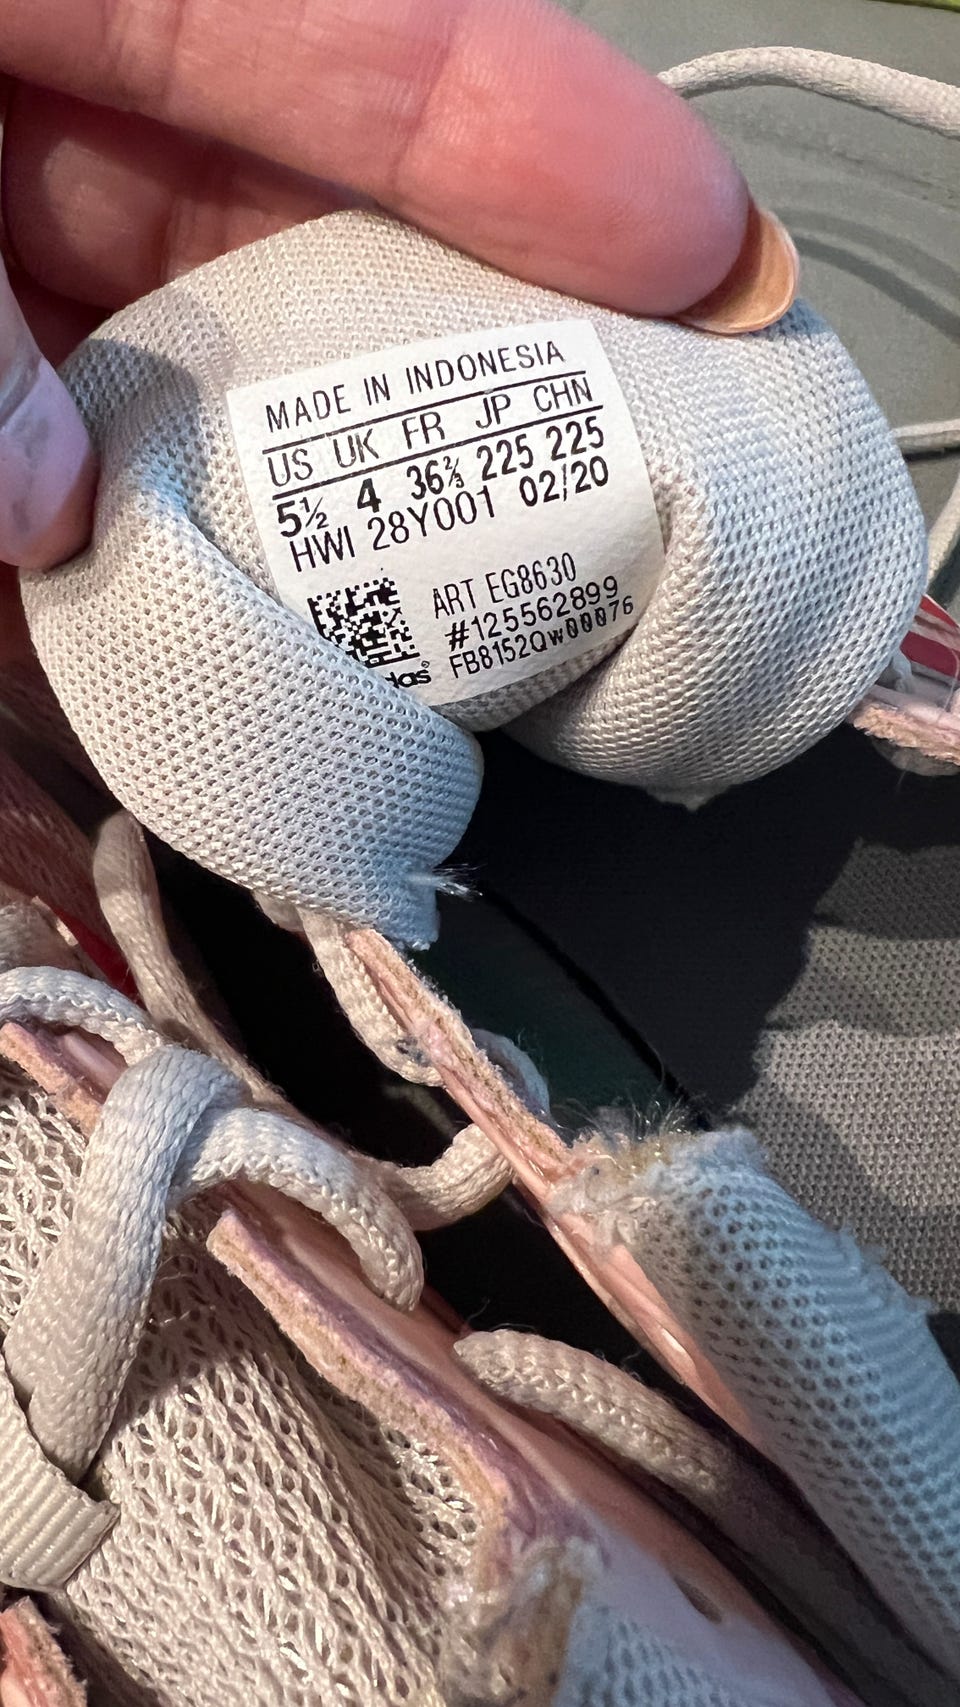 MADE IN INDONESIA
US UK FR JP CHN
5½ 4 36⅔ 225 225
HWI 28Y001 02/20
ART EG8630
#125562899
FB8152Qw00076
das®